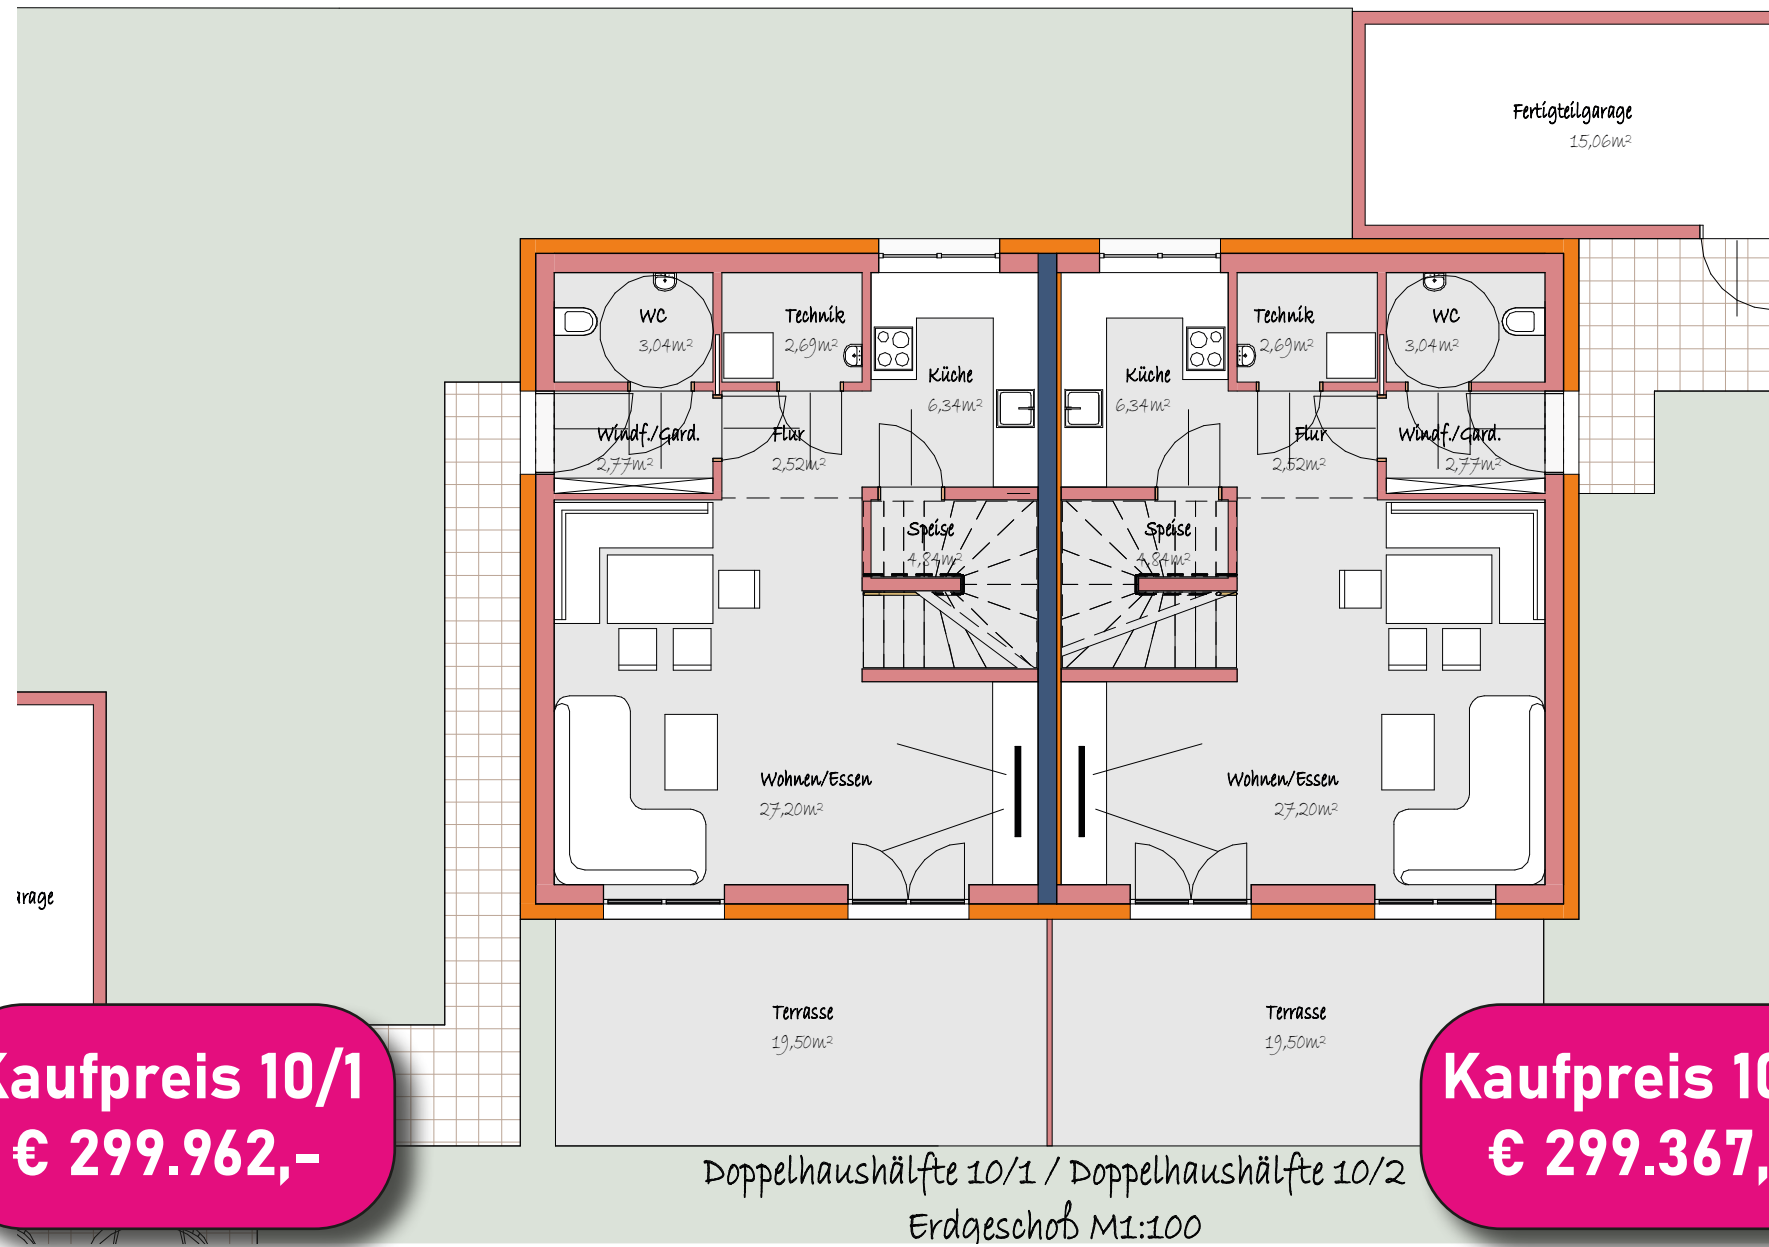 Fertigteilgarage
15,06m²
WC
3,04m²
Technik
2,69m²
Küche
6,34m²
Windf./Gard.
2,77m²
Flur
2,52m²
Speise
4,84m²
Wohnen/Essen
27,20m²
Terrasse
19,50m²
Küche
6,34m²
Technik
2,69m²
WC
3,04m²
Flur
2,52m²
Windf./Gard.
2,77m²
Speise
4,84m²
Wohnen/Essen
27,20m²
Terrasse
19,50m²
arage
Kaufpreis 10/1
€ 299.962,-
Kaufpreis 10
€ 299.367,
Doppelhaushälfte 10/1 / Doppelhaushälfte 10/2
Erdgeschoß M1:100